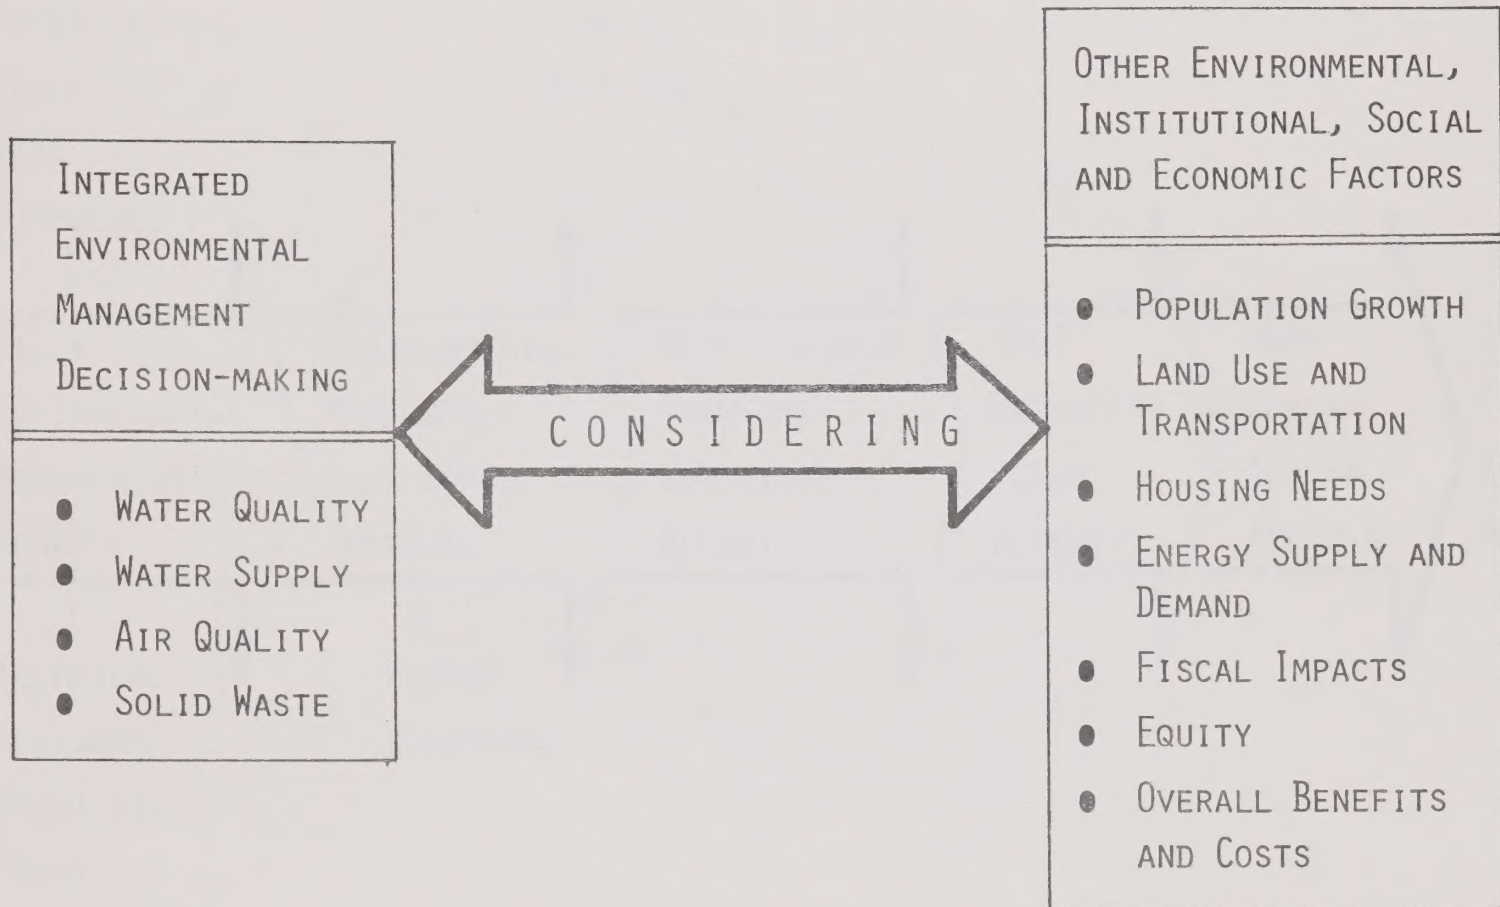 INTEGRATED
ENVIRONMENTAL
MANAGEMENT
DECISION-MAKING
● WATER QUALITY
● WATER SUPPLY
● AIR QUALITY
● SOLID WASTE
CONSIDERING
OTHER ENVIRONMENTAL,
INSTITUTIONAL, SOCIAL
AND ECONOMIC FACTORS
● POPULATION GROWTH
● LAND USE AND
TRANSPORTATION
● HOUSING NEEDS
● ENERGY SUPPLY AND
DEMAND
● FISCAL IMPACTS
● EQUITY
● OVERALL BENEFITS
AND COSTS